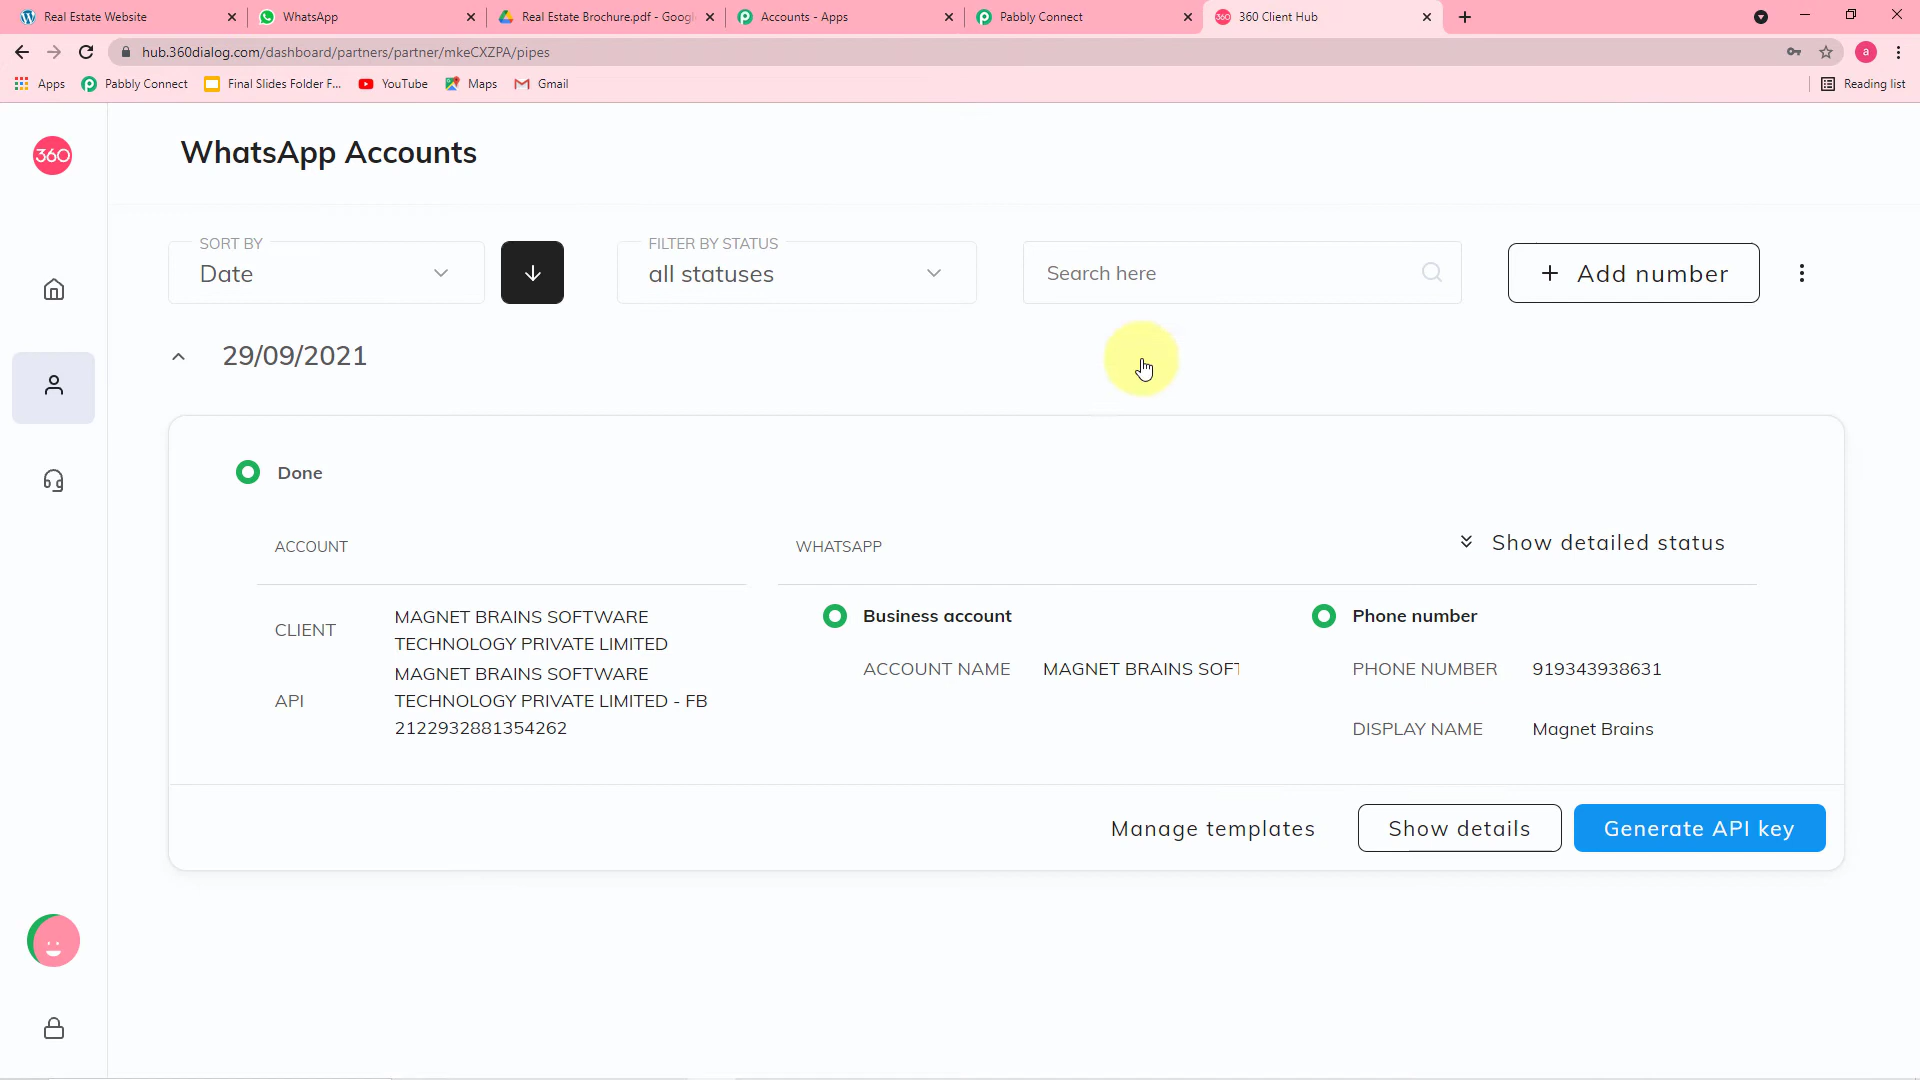 Real Estate Website
WhatsApp
Real Estate Brochure.pdf - Googl
Accounts - Apps
Pabbly Connect
360 Client Hub
hub.360dialog.com/dashboard/partners/partner/mkeCXZPA/pipes
a
Apps
Pabbly Connect
Final Slides Folder F...
YouTube
Maps
Gmail
Reading list
360
WhatsApp Accounts
SORT BY
Date
FILTER BY STATUS
all statuses
Search here
+ Add number
29/09/2021
Done
ACCOUNT
WHATSAPP
Show detailed status
CLIENT
MAGNET BRAINS SOFTWARE
TECHNOLOGY PRIVATE LIMITED
API
MAGNET BRAINS SOFTWARE
TECHNOLOGY PRIVATE LIMITED - FB
2122932881354262
Business account
ACCOUNT NAME MAGNET BRAINS SOFT
Phone number
PHONE NUMBER 919343938631
DISPLAY NAME Magnet Brains
Manage templates
Show details
Generate API key